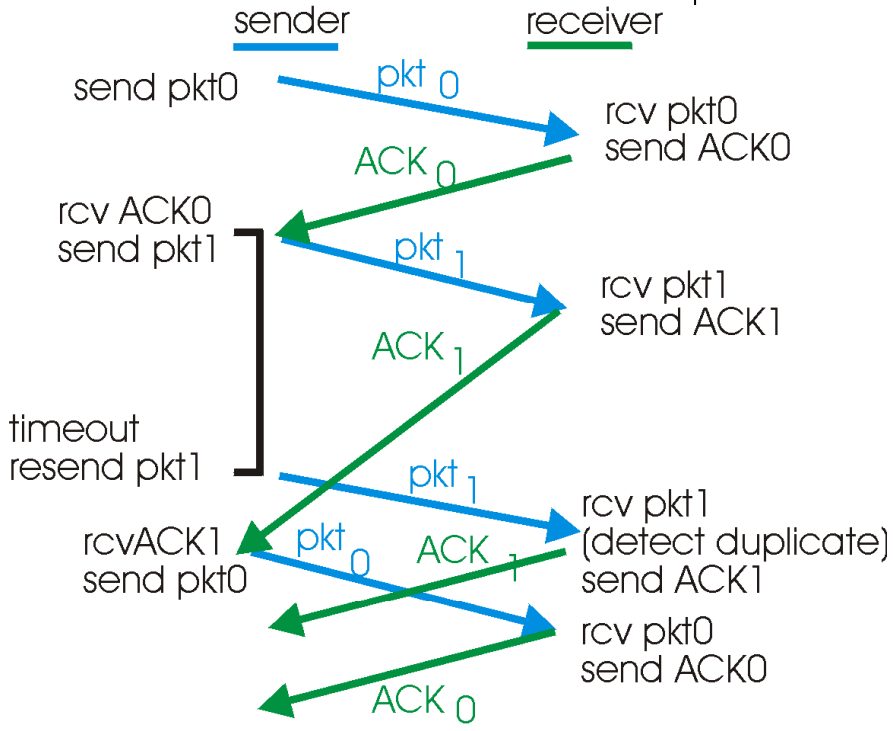 sender
receiver
send pkt0
pkt 0
rcv pkt0
send ACK0
ACK 0
rcv ACK0
send pkt1
pkt 1
rcv pkt1
send ACK1
ACK 1
timeout
resend pkt1
pkt 1
rcv pkt1
(detect duplicate)
send ACK1
rcvACK1
send pkt0
pkt 0
ACK 1
rcv pkt0
send ACK0
ACK 0